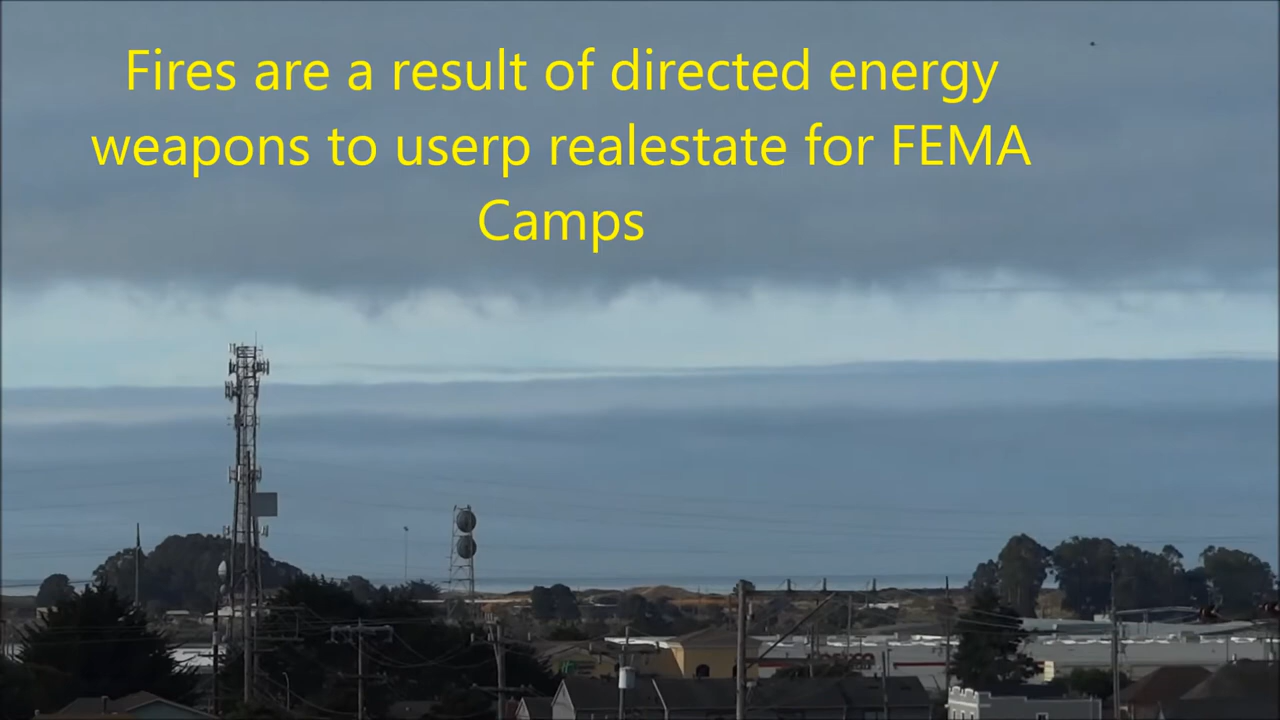 Fires are a result of directed energy
weapons to userp realestate for FEMA
Camps